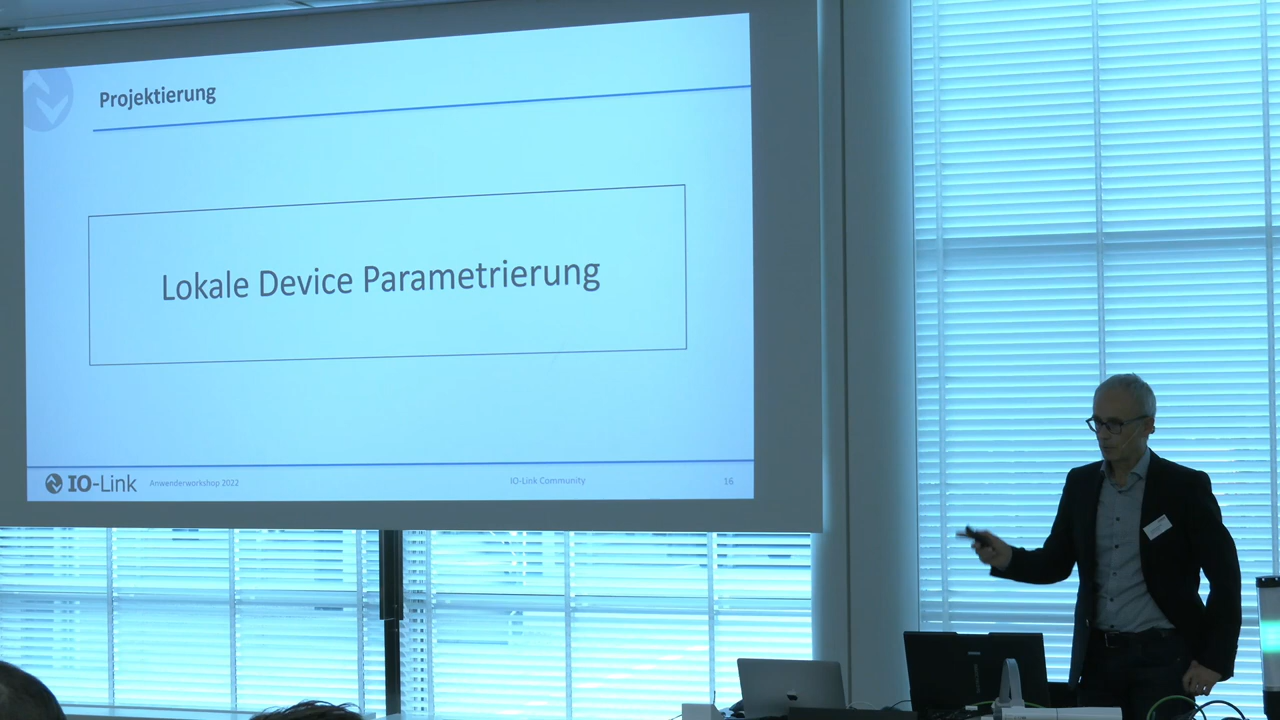 Projektierung
Lokale Device Parametrierung
IO-Link
Anwenderworkshop 2022
IO-Link Community
16